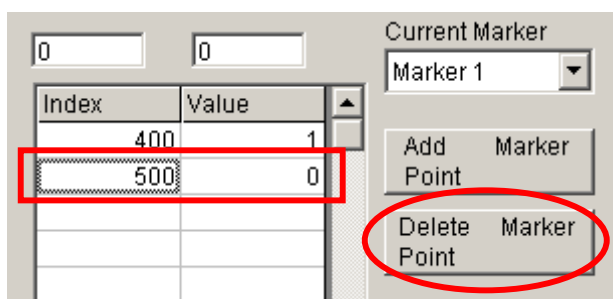 Current Marker
0 0
Marker 1
Index Value
400 1
Add Marker
Point
500 0
Delete Marker
Point